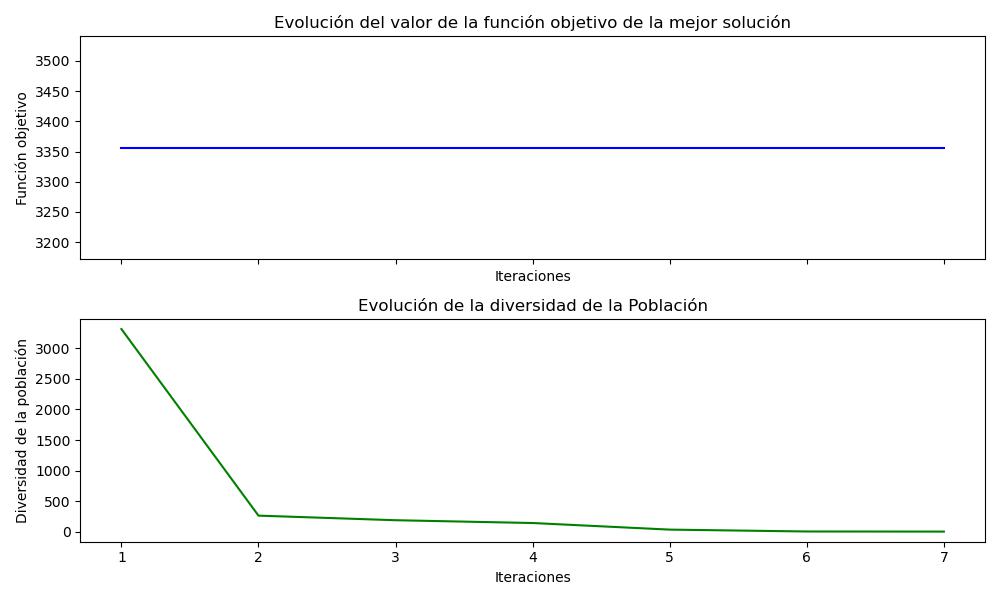 Evolución del valor de la función objetivo de la mejor solución
Función objetivo
3500
3450
3400
3350
3300
3250
3200
Iteraciones
Evolución de la diversidad de la Población
Diversidad de la población
3000
2500
2000
1500
1000
500
0
1 2 3 4 5 6 7
Iteraciones